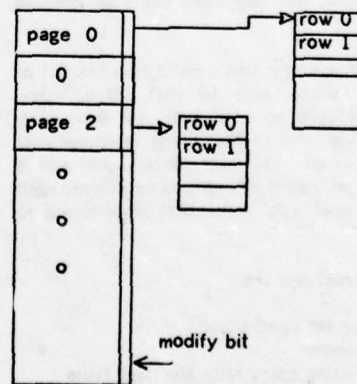 page 0
0
page 2
o
o
o
row 0
row 1
row 0
row 1
modify bit